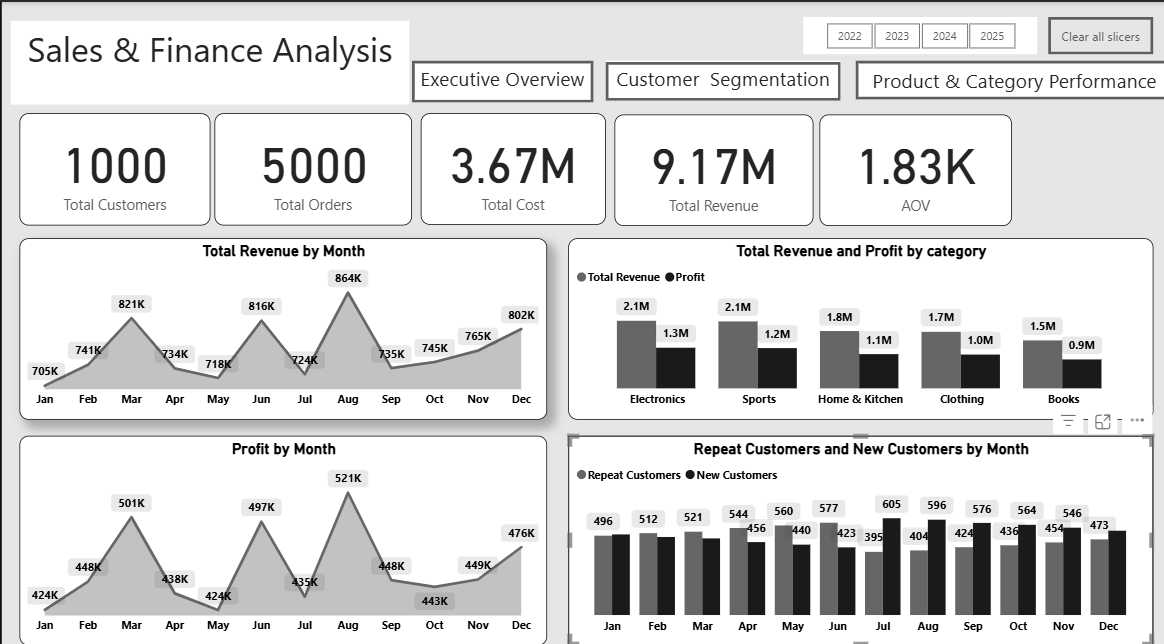 Sales & Finance Analysis
2022 2023 2024 2025 Clear all slicers
Executive Overview Customer Segmentation Product & Category Performance
1000 5000 3.67M 9.17M 1.83K
Total Customers Total Orders Total Cost Total Revenue AOV
Total Revenue by Month
705K 741K 821K 734K 718K 816K 724K 864K 735K 745K 765K 802K
Jan Feb Mar Apr May Jun Jul Aug Sep Oct Nov Dec
Total Revenue and Profit by category
Total Revenue Profit
2.1M 1.3M 2.1M 1.2M 1.8M 1.1M 1.7M 1.0M 1.5M 0.9M
Electronics Sports Home & Kitchen Clothing Books
Profit by Month
424K 448K 501K 438K 424K 497K 435K 521K 448K 443K 449K 476K
Jan Feb Mar Apr May Jun Jul Aug Sep Oct Nov Dec
Repeat Customers and New Customers by Month
Repeat Customers New Customers
496 512 521 544 456 560 440 577 423 395 605 404 596 424 576 436 564 454 546 473
Jan Feb Mar Apr May Jun Jul Aug Sep Oct Nov Dec